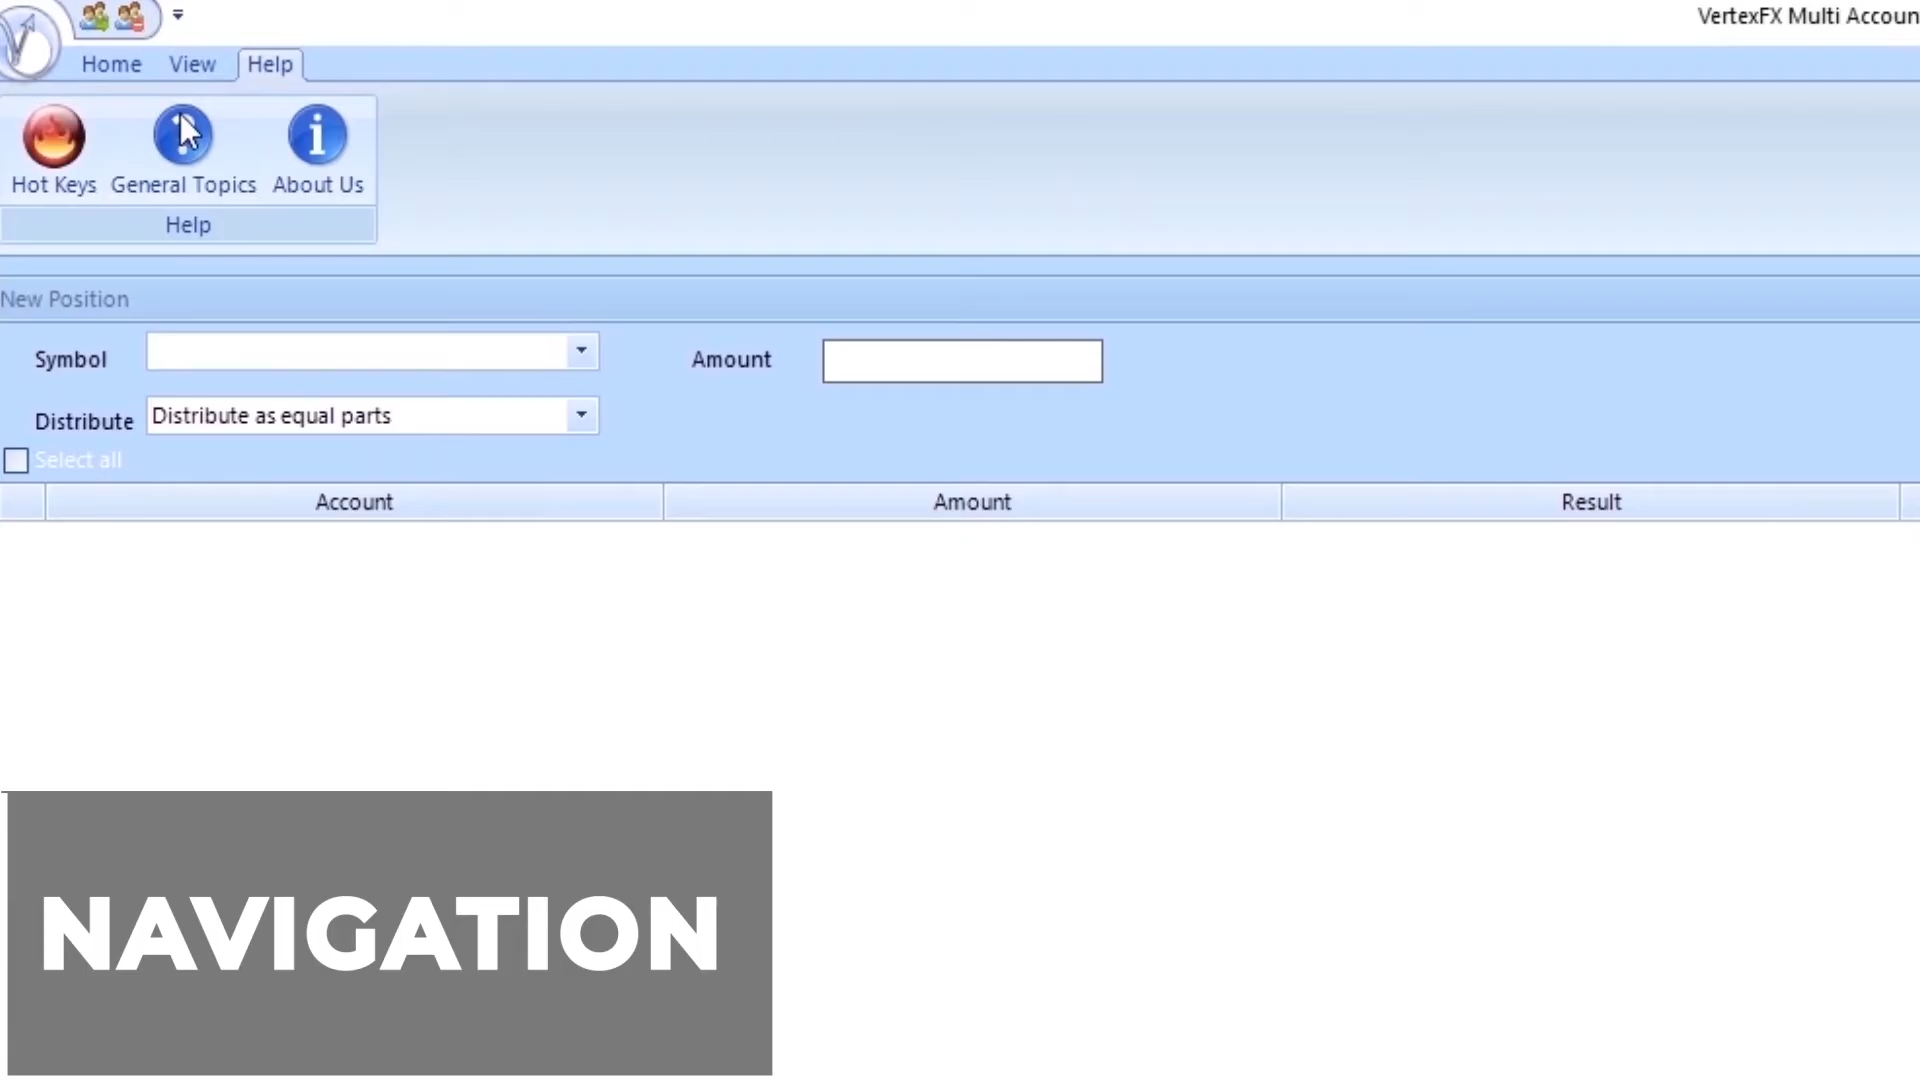 VertexFX Multi Accoun
Home View Help
Hot Keys General Topics About Us
Help
New Position
Symbol Amount
Distribute Distribute as equal parts
Select all
Account Amount Result
NAVIGATION